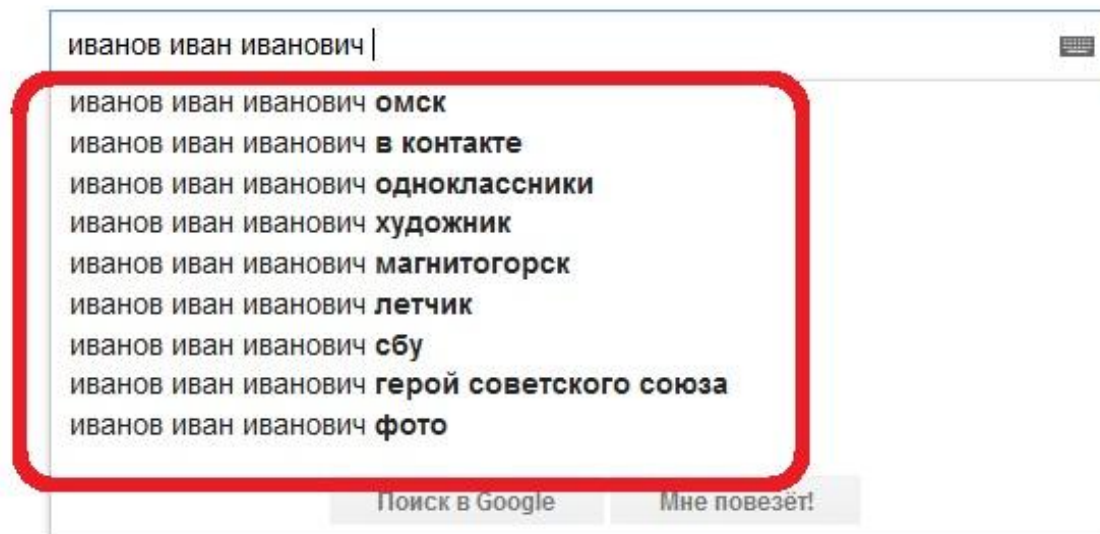 иванов иван иванович
иванов иван иванович омск
иванов иван иванович в контакте
иванов иван иванович одноклассники
иванов иван иванович художник
иванов иван иванович магнитогорск
иванов иван иванович летчик
иванов иван иванович сбу
иванов иван иванович герой советского союза
иванов иван иванович фото
Поиск в Google Мне повезёт!